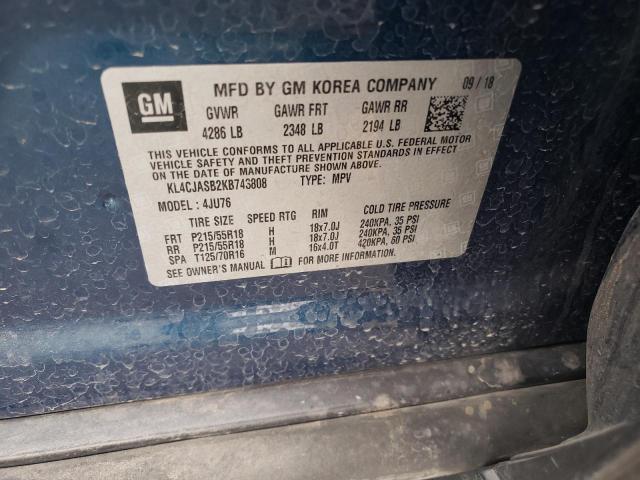 GM
MFD BY GM KOREA COMPANY 09 / 18
GVWR GAWR FRT GAWR RR
4286 LB 2348 LB 2194 LB
THIS VEHICLE CONFORMS TO ALL APPLICABLE U.S. FEDERAL MOTOR
VEHICLE SAFETY AND THEFT PREVENTION STANDARDS IN EFFECT
ON THE DATE OF MANUFACTURE SHOWN ABOVE.
KL4CJASB2KB743808 TYPE: MPV
MODEL : 4JU76
TIRE SIZE SPEED RTG RIM COLD TIRE PRESSURE
FRT P215/55R18 H 18x7.0J 240KPA, 35 PSI
RR P215/55R18 H 18x7.0J 240KPA, 35 PSI
SPA T125/70R16 M 16x4.0T 420KPA, 60 PSI
SEE OWNER'S MANUAL FOR MORE INFORMATION.